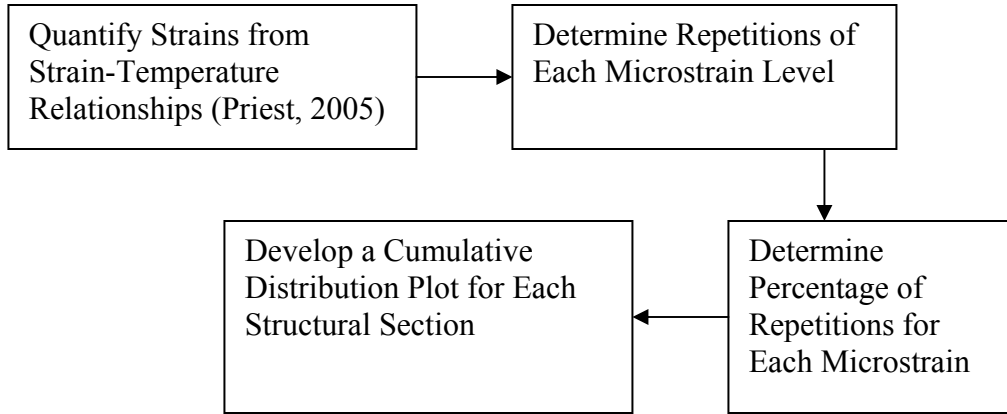 Quantify Strains from
Strain-Temperature
Relationships (Priest, 2005)
Determine Repetitions of
Each Microstrain Level
Determine
Percentage of
Repetitions for
Each Microstrain
Develop a Cumulative
Distribution Plot for Each
Structural Section